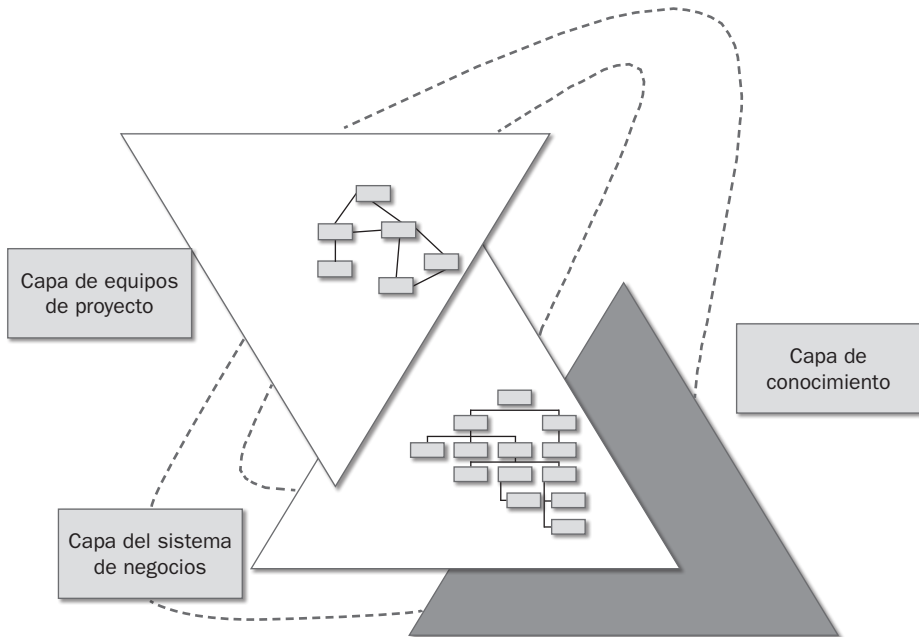 Capa de equipos
de proyecto
Capa de
conocimiento
Capa del sistema
de negocios